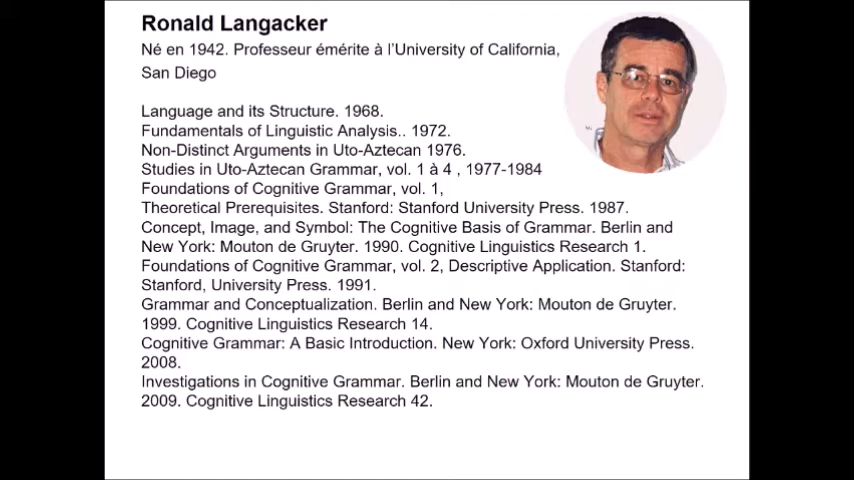 Ronald Langacker
Né en 1942. Professeur émérite à l'University of California,
San Diego
Language and its Structure. 1968.
Fundamentals of Linguistic Analysis.. 1972.
Non-Distinct Arguments in Uto-Aztecan 1976.
Studies in Uto-Aztecan Grammar, vol. 1 à 4 , 1977-1984
Foundations of Cognitive Grammar, vol. 1,
Theoretical Prerequisites. Stanford: Stanford University Press. 1987.
Concept, Image, and Symbol: The Cognitive Basis of Grammar. Berlin and
New York: Mouton de Gruyter. 1990. Cognitive Linguistics Research 1.
Foundations of Cognitive Grammar, vol. 2, Descriptive Application. Stanford:
Stanford, University Press. 1991.
Grammar and Conceptualization. Berlin and New York: Mouton de Gruyter.
1999. Cognitive Linguistics Research 14.
Cognitive Grammar: A Basic Introduction. New York: Oxford University Press.
2008.
Investigations in Cognitive Grammar. Berlin and New York: Mouton de Gruyter.
2009. Cognitive Linguistics Research 42.